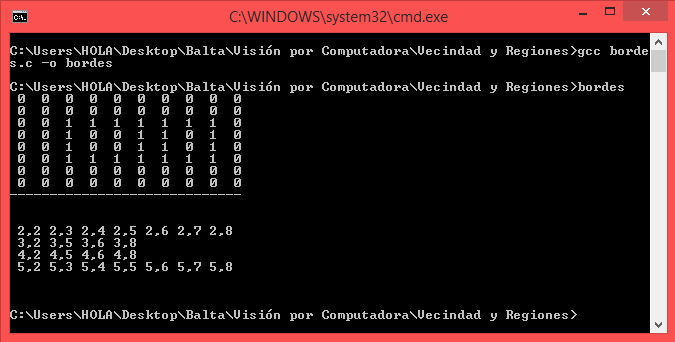 C:\WINDOWS\system32\cmd.exe
C:\Users\HOLA\Desktop\Balta\Visión por Computadora\Vecindad y Regiones>gcc borde
s.c -o bordes
C:\Users\HOLA\Desktop\Balta\Visión por Computadora\Vecindad y Regiones>bordes
0 0 0 0 0 0 0 0 0 0
0 0 0 0 0 0 0 0 0 0
0 0 1 1 1 1 1 1 1 0
0 0 1 0 0 1 1 0 1 0
0 0 1 0 0 1 1 0 1 0
0 0 1 1 1 1 1 1 1 0
0 0 0 0 0 0 0 0 0 0
0 0 0 0 0 0 0 0 0 0
-----------------------------
2,2 2,3 2,4 2,5 2,6 2,7 2,8
3,2 3,5 3,6 3,8
4,2 4,5 4,6 4,8
5,2 5,3 5,4 5,5 5,6 5,7 5,8
C:\Users\HOLA\Desktop\Balta\Visión por Computadora\Vecindad y Regiones>